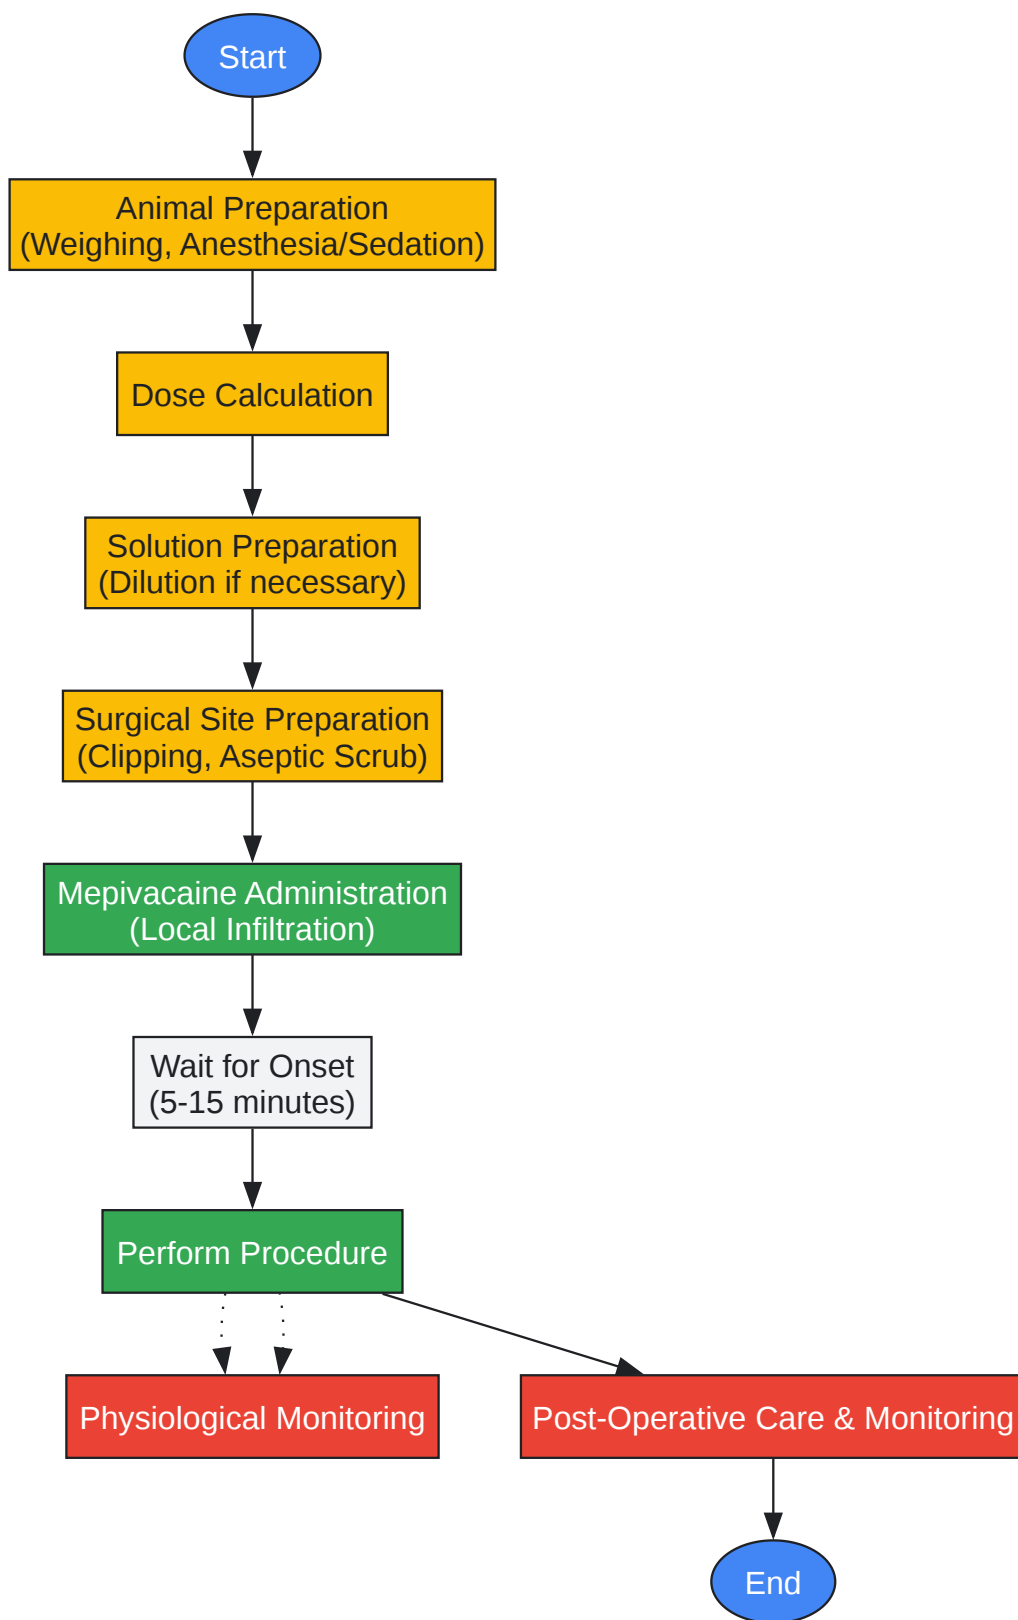 Start
Animal Preparation
(Weighing, Anesthesia/Sedation)
Dose Calculation
Solution Preparation
(Dilution if necessary)
Surgical Site Preparation
(Clipping, Aseptic Scrub)
Mepivacaine Administration
(Local Infiltration)
Wait for Onset
(5-15 minutes)
Perform Procedure
Physiological Monitoring
Post-Operative Care & Monitoring
End